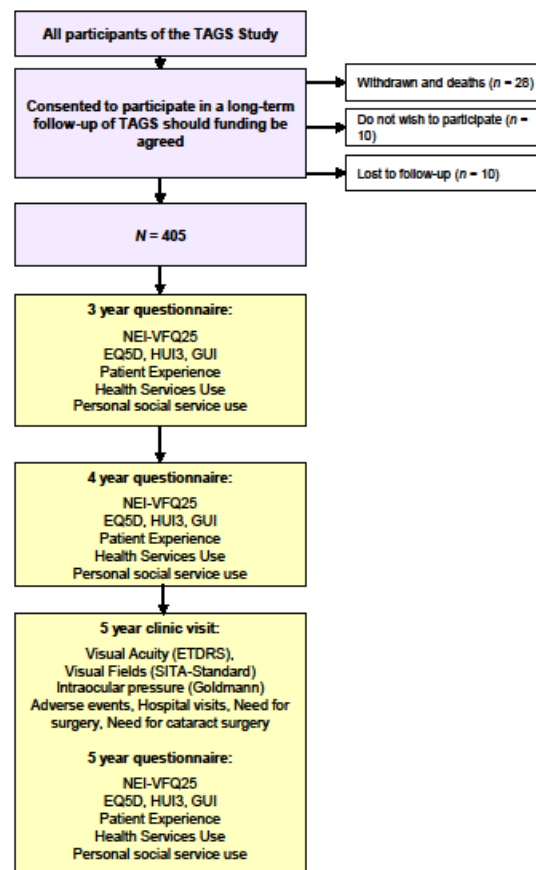 All participants of the TAGS Study
Consented to participate in a long-term
follow-up of TAGS should funding be
agreed
Withdrawn and deaths (n = 28)
Do not wish to participate (n =
10)
Lost to follow-up (n = 10)
N = 405
3 year questionnaire:
NEI-VFQ25
EQ5D, HUI3, GUI
Patient Experience
Health Services Use
Personal social service use
4 year questionnaire:
NEI-VFQ25
EQ5D, HUI3, GUI
Patient Experience
Health Services Use
Personal social service use
5 year clinic visit:
Visual Acuity (ETDRS),
Visual Fields (SITA-Standard)
Intraocular pressure (Goldmann)
Adverse events, Hospital visits, Need for
surgery, Need for cataract surgery
5 year questionnaire:
NEI-VFQ25
EQ5D, HUI3, GUI
Patient Experience
Health Services Use
Personal social service use